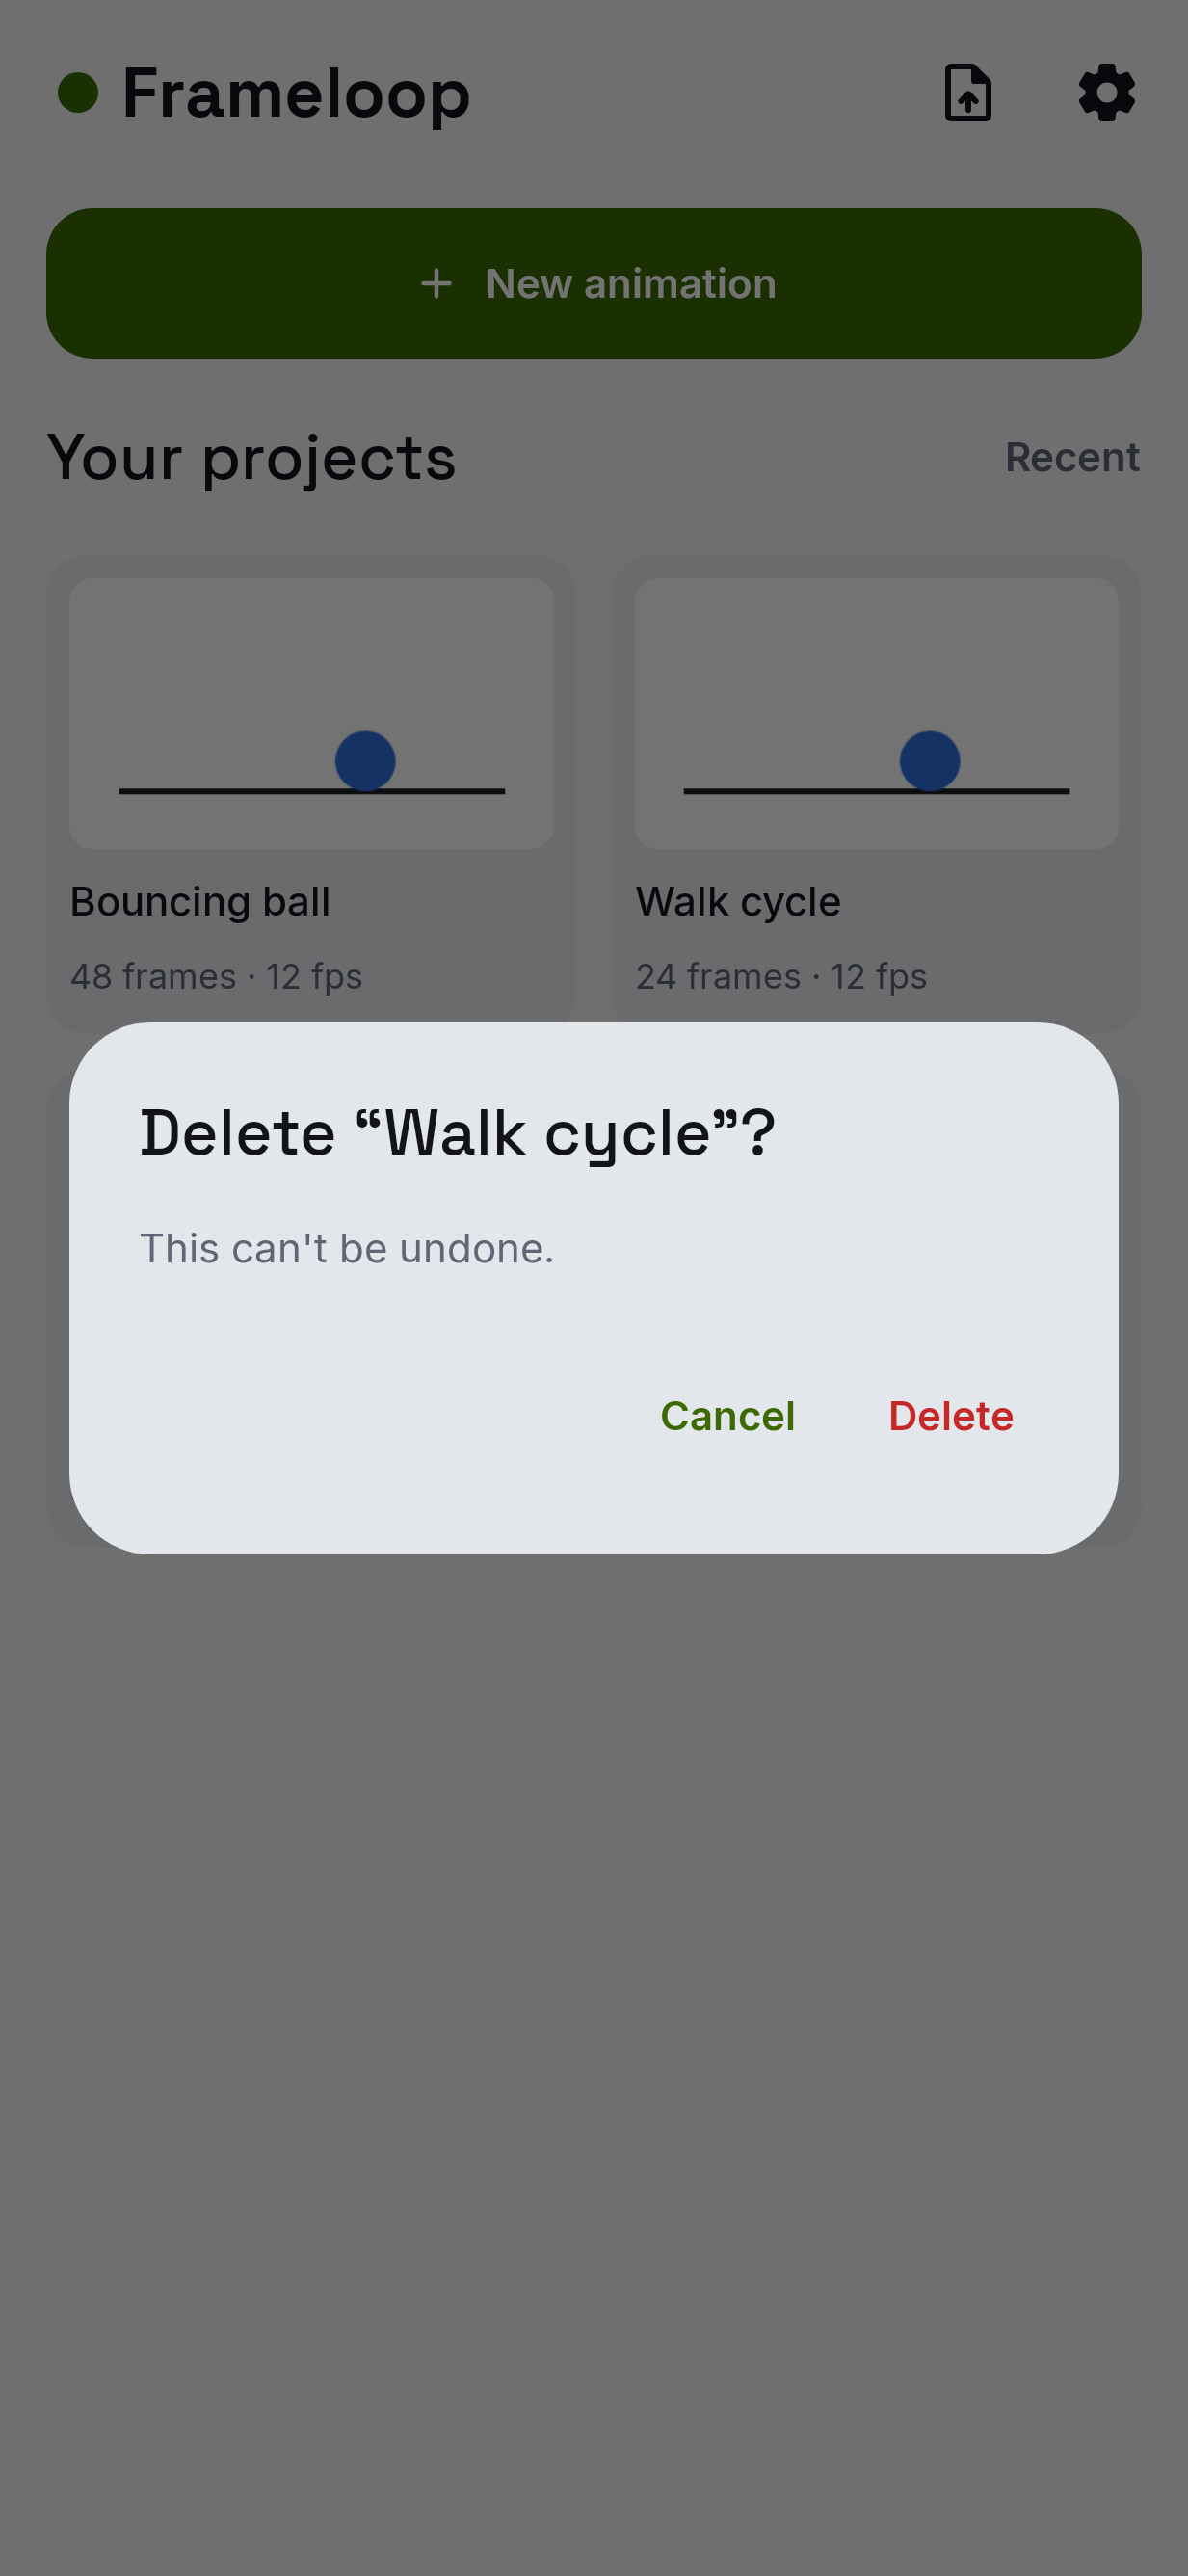 Frameloop
New animation
Your projects
Recent
Bouncing ball
48 frames · 12 fps
Walk cycle
24 frames · 12 fps
Delete “Walk cycle”?
This can't be undone.
Cancel
Delete